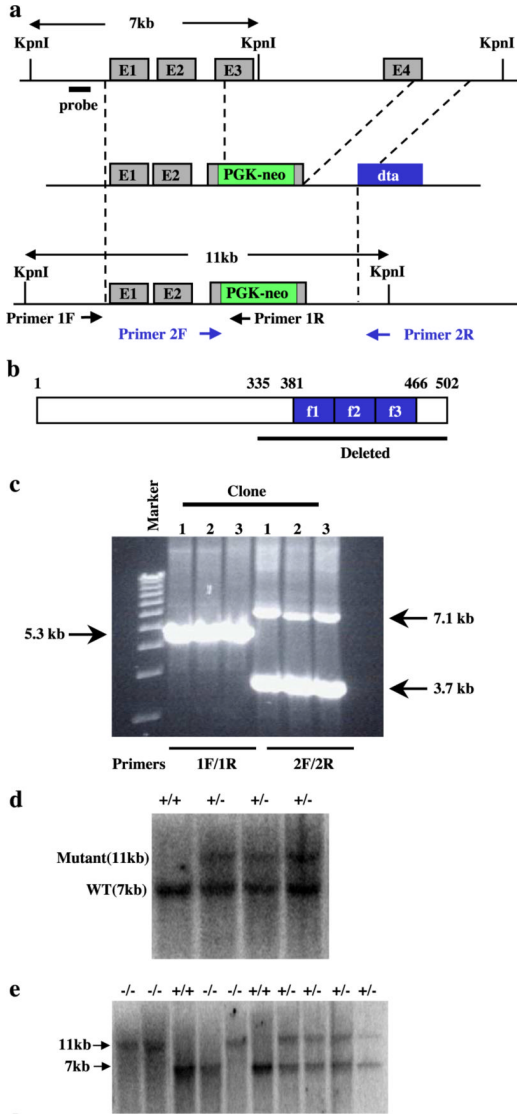 a
7kb
KpnI KpnI KpnI
E1 E2 E3 E4
probe
E1 E2 PGK-neo dta
11kb
KpnI KpnI
E1 E2 PGK-neo
Primer 1F Primer 1R
Primer 2F Primer 2R
b
1 335 381 466 502
f1 f2 f3
Deleted
c
Marker
Clone
1 2 3 1 2 3
5.3 kb 7.1 kb
3.7 kb
Primers 1F/1R 2F/2R
d
+/+ +/- +/- +/-
Mutant(11kb)
WT(7kb)
e
-/- -/- +/+ -/- -/- +/+ +/- +/- +/- +/-
11kb
7kb